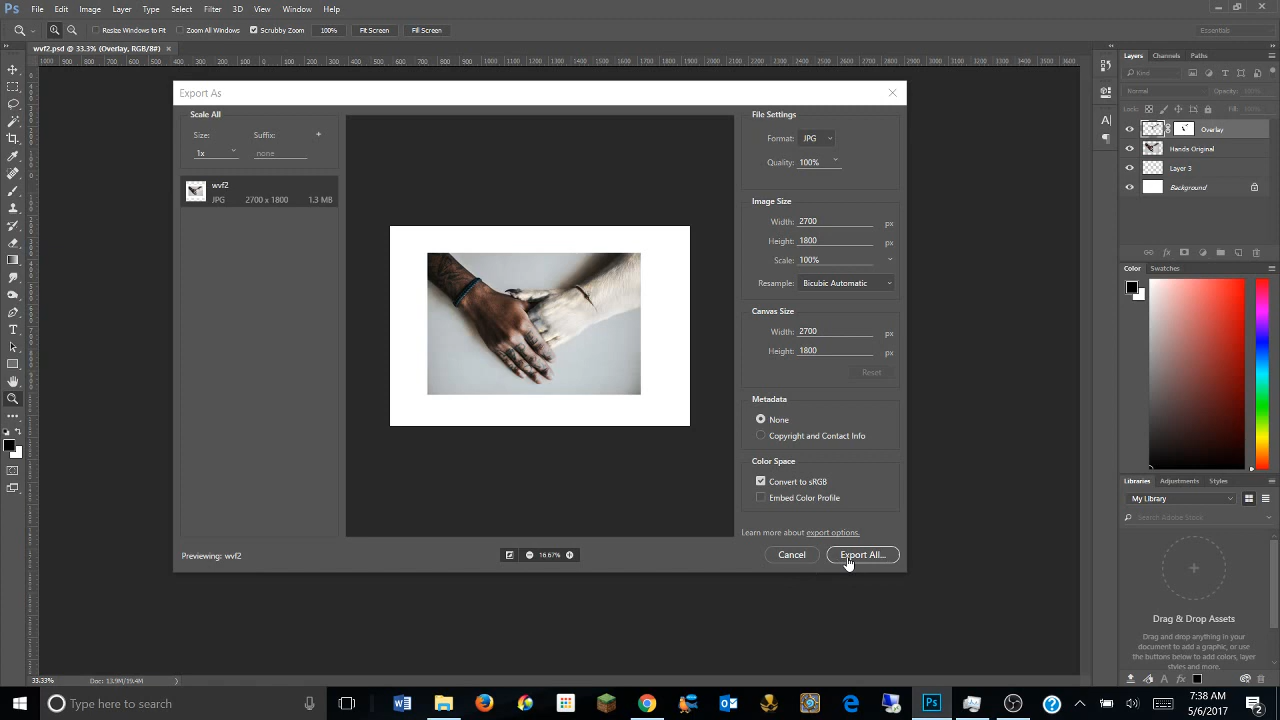 Ps File Edit Image Layer Type Select Filter 3D View Window Help
Resize Windows to Fit Zoom All Windows Scrubby Zoom 100% Fit Screen Fill Screen Essentials
wvf2.psd @ 33.3% (Overlay, RGB/8#) ×
Export As
Scale All
Size: Suffix: +
1x none
wvf2
JPG 2700 x 1800 1.3 MB
Previewing: wvf2
16.67%
File Settings
Format: JPG
Quality: 100%
Image Size
Width: 2700 px
Height: 1800 px
Scale: 100%
Resample: Bicubic Automatic
Canvas Size
Width: 2700 px
Height: 1800 px
Reset
Metadata
None
Copyright and Contact Info
Color Space
Convert to sRGB
Embed Color Profile
Learn more about export options.
Cancel Export All...
Layers Channels Paths
Kind
Normal Opacity: 100%
Lock: Fill: 100%
Overlay
Hands Original
Layer 3
Background
Color Swatches
Libraries Adjustments Styles
My Library
Search Adobe Stock
Drag & Drop Assets
Drag and drop anything in your
document to add a graphic, or use
the buttons below to add colors, layer
styles and more.
33.33% Doc: 13.9M/19.4M
Type here to search
7:38 AM
5/6/2017